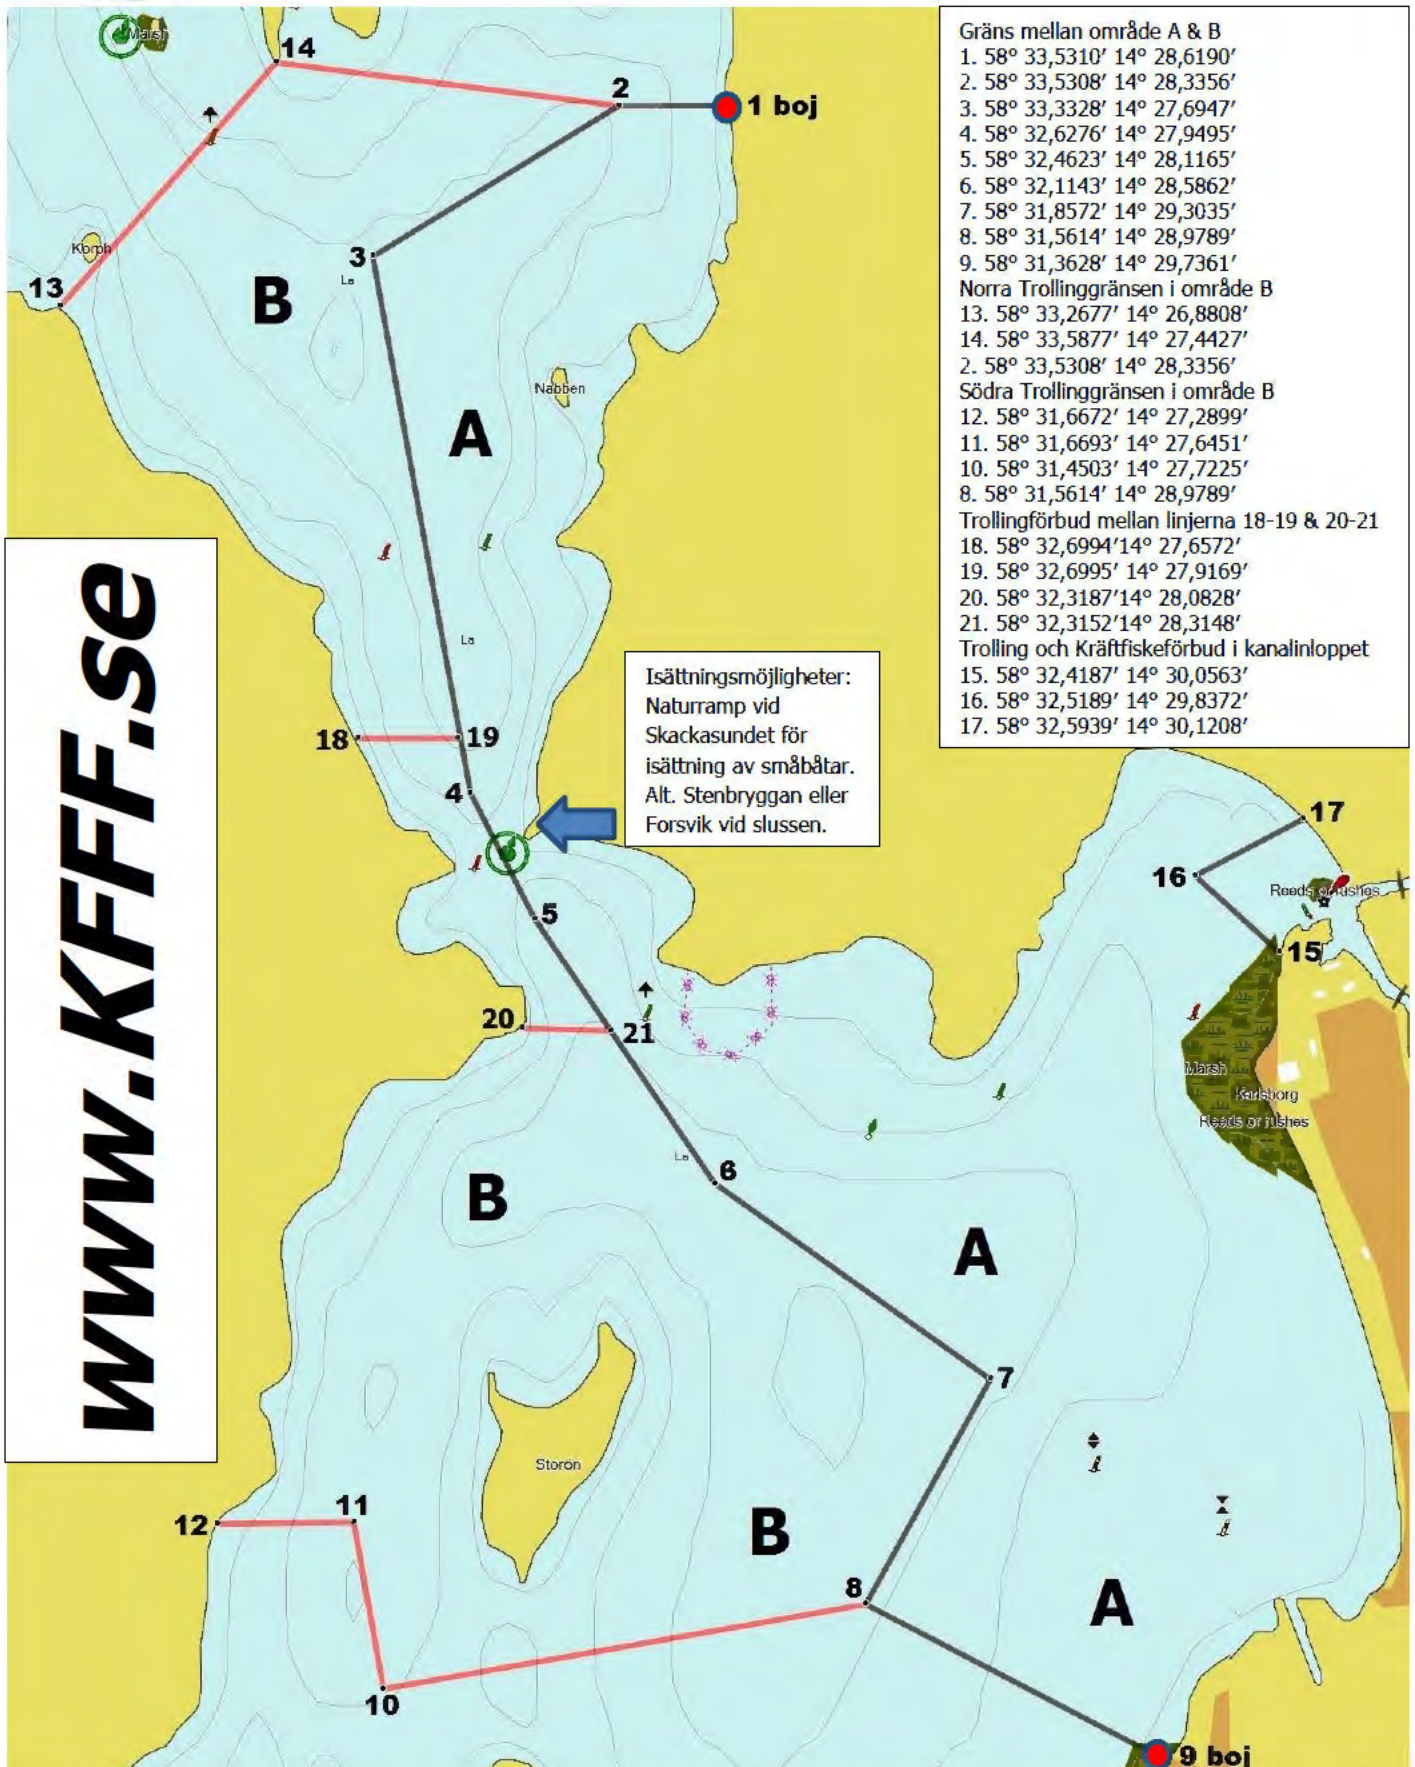 Marsh
14
2
1 boj
3
La
Korph
13
B
Nabben
A
La
18
19
4
5
20
21
La
6
B
A
7
Storön
12
11
B
8
A
10
9 boj
17
16
Reeds or rushes
15
Marsh
Karlsborg
Reeds or rushes
www.KFFF.se
Isättningsmöjligheter:
Naturramp vid
Skackasundet för
isättning av småbåtar.
Alt. Stenbryggan eller
Forsvik vid slussen.
Gräns mellan område A & B
1. 58° 33,5310’ 14° 28,6190’
2. 58° 33,5308’ 14° 28,3356’
3. 58° 33,3328’ 14° 27,6947’
4. 58° 32,6276’ 14° 27,9495’
5. 58° 32,4623’ 14° 28,1165’
6. 58° 32,1143’ 14° 28,5862’
7. 58° 31,8572’ 14° 29,3035’
8. 58° 31,5614’ 14° 28,9789’
9. 58° 31,3628’ 14° 29,7361’
Norra Trollinggränsen i område B
13. 58° 33,2677’ 14° 26,8808’
14. 58° 33,5877’ 14° 27,4427’
2. 58° 33,5308’ 14° 28,3356’
Södra Trollinggränsen i område B
12. 58° 31,6672’ 14° 27,2899’
11. 58° 31,6693’ 14° 27,6451’
10. 58° 31,4503’ 14° 27,7225’
8. 58° 31,5614’ 14° 28,9789’
Trollingförbud mellan linjerna 18-19 & 20-21
18. 58° 32,6994’14° 27,6572’
19. 58° 32,6995’ 14° 27,9169’
20. 58° 32,3187’14° 28,0828’
21. 58° 32,3152’14° 28,3148’
Trolling och Kräftfiskeförbud i kanalinloppet
15. 58° 32,4187’ 14° 30,0563’
16. 58° 32,5189’ 14° 29,8372’
17. 58° 32,5939’ 14° 30,1208’